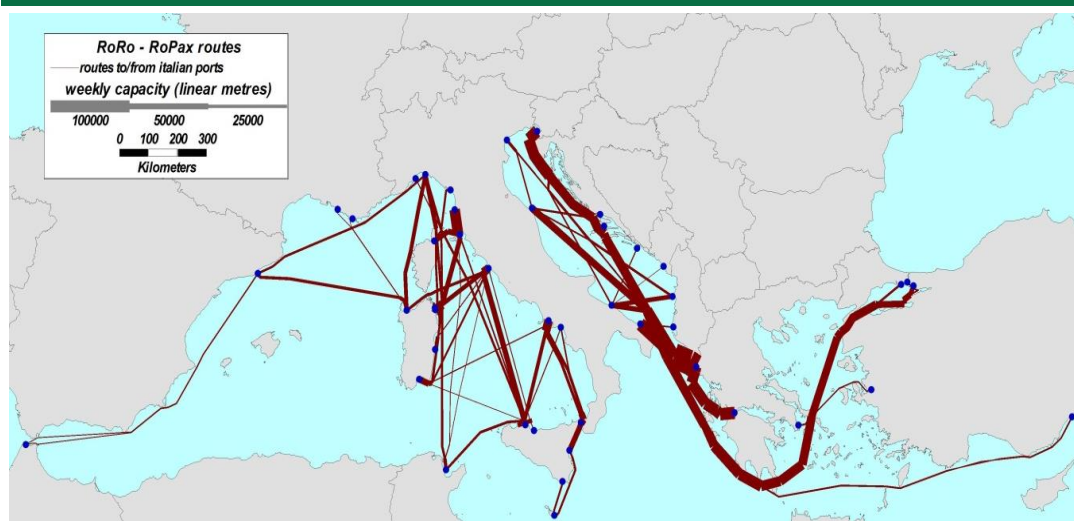 RoRo - RoPax routes
routes to/from italian ports
weekly capacity (linear metres)
100000 50000 25000
0 100 200 300
Kilometers